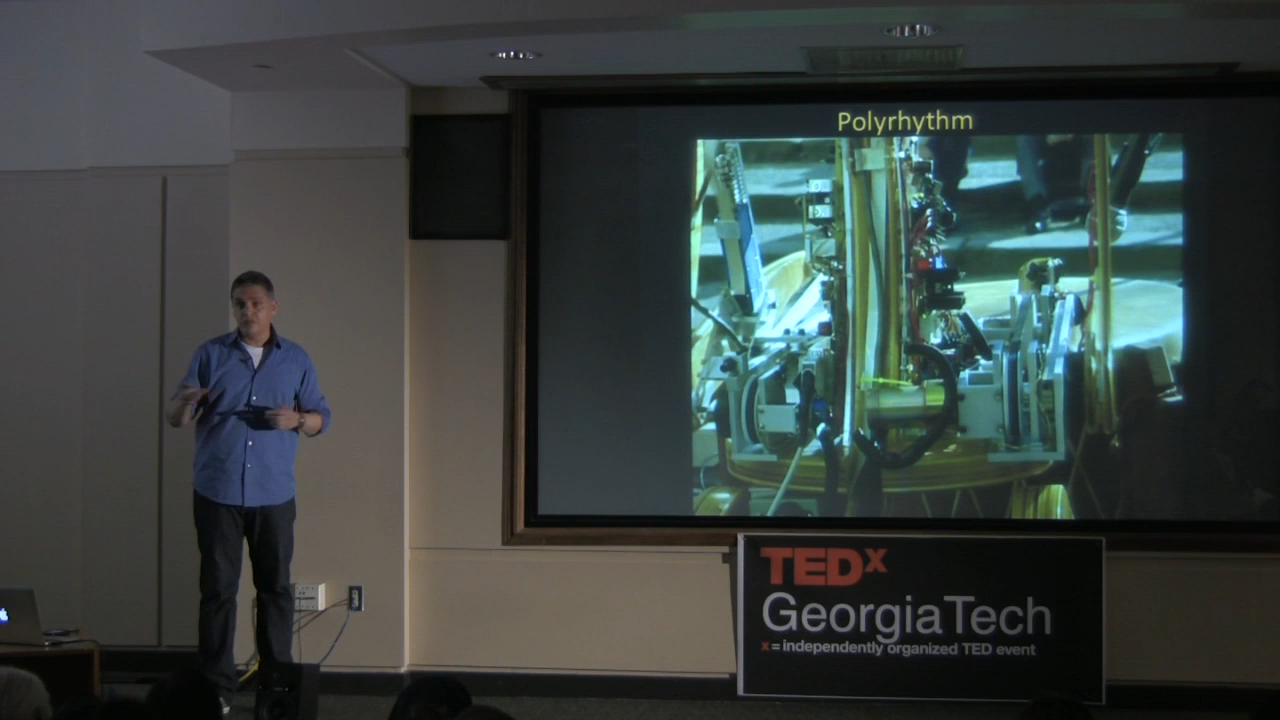 Polyrhythm
TEDx
GeorgiaTech
x = independently organized TED event